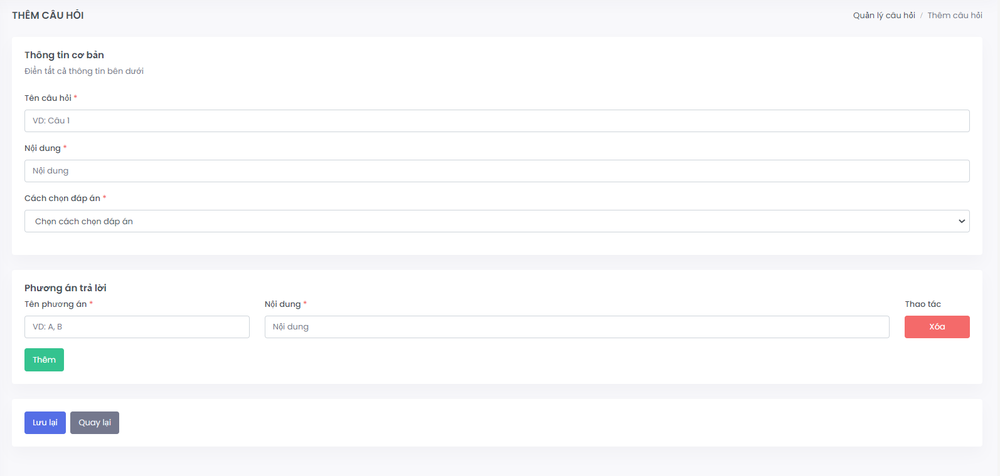 THÊM CÂU HỎI
Quản lý câu hỏi / Thêm câu hỏi
Thông tin cơ bản
Điền tất cả thông tin bên dưới
Tên câu hỏi *
VD: Câu 1
Nội dung *
Nội dung
Cách chọn đáp án *
Chọn cách chọn đáp án
Phương án trả lời
Tên phương án * Nội dung * Thao tác
VD: A, B Nội dung Xóa
Thêm
Lưu lại Quay lại